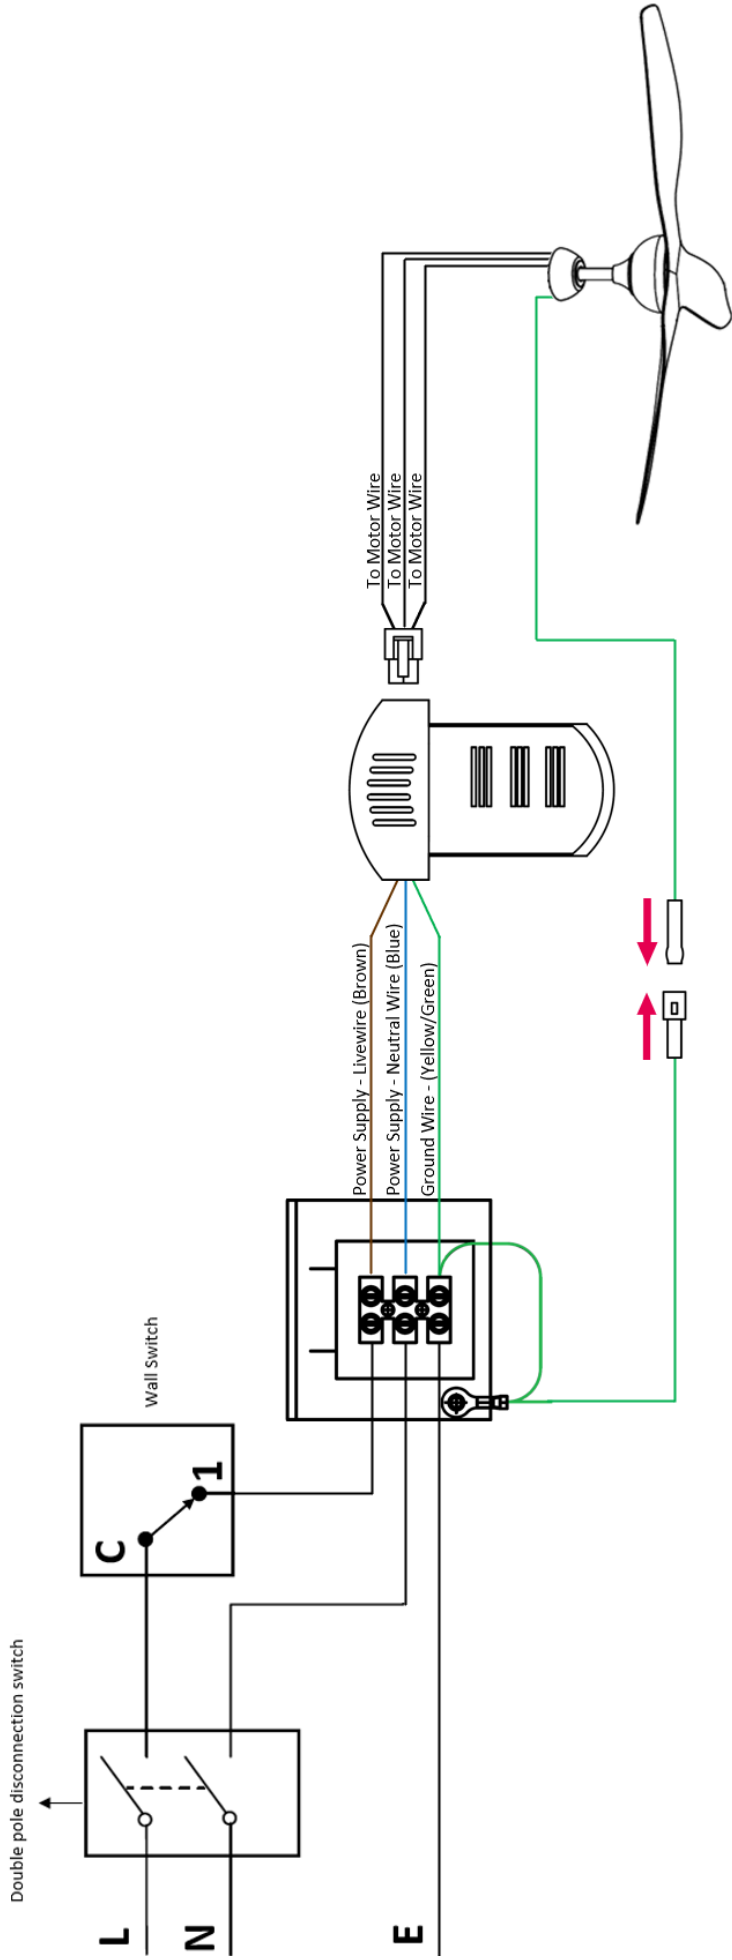 Double pole disconnection switch
L
N
E
C
1
Wall Switch
Power Supply - Livewire (Brown)
Power Supply - Neutral Wire (Blue)
Ground Wire - (Yellow/Green)
To Motor Wire
To Motor Wire
To Motor Wire